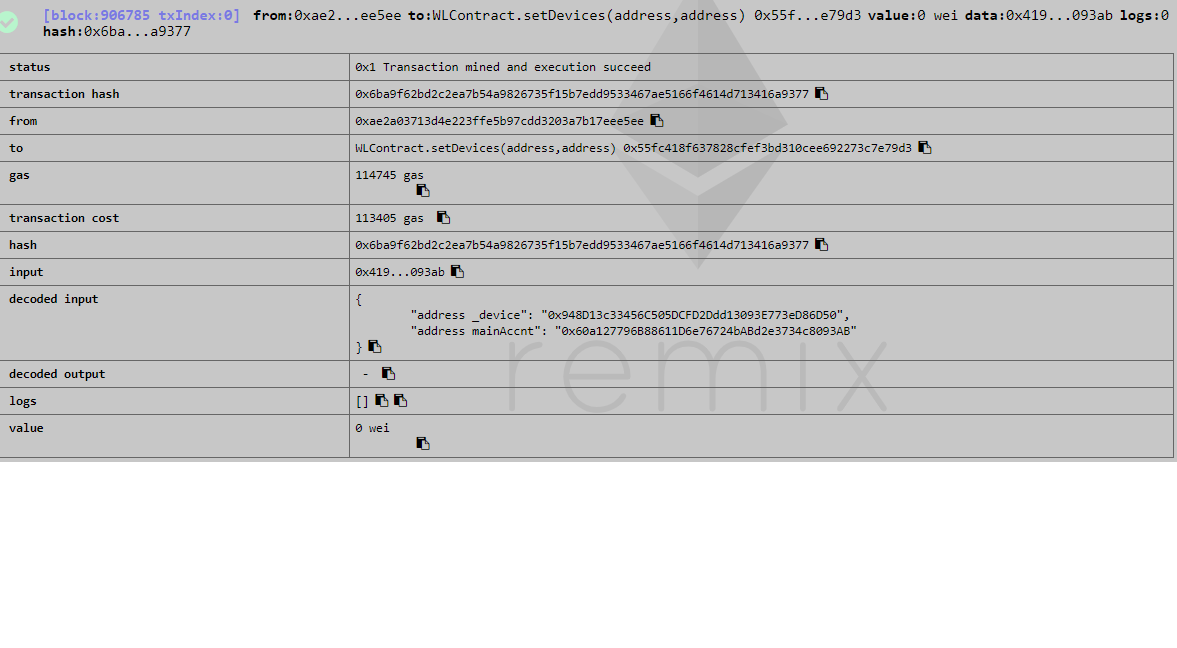 [block:906785 txIndex:0] from:0xae2...ee5ee to:WLContract.setDevices(address,address) 0x55f...e79d3 value:0 wei data:0x419...093ab logs:0
hash:0x6ba...a9377
status 0x1 Transaction mined and execution succeed
transaction hash 0x6ba9f62bd2c2ea7b54a9826735f15b7edd9533467ae5166f4614d713416a9377
from 0xae2a03713d4e223ffe5b97cdd3203a7b17eee5ee
to WLContract.setDevices(address,address) 0x55fc418f637828cfef3bd310cee692273c7e79d3
gas 114745 gas
transaction cost 113405 gas
hash 0x6ba9f62bd2c2ea7b54a9826735f15b7edd9533467ae5166f4614d713416a9377
input 0x419...093ab
decoded input {
"address _device": "0x948D13c33456C505DCFD2Ddd13093E773eD86D50",
"address mainAccnt": "0x60a127796B88611D6e76724bABd2e3734c8093AB"
}
decoded output -
logs []
value 0 wei
remix